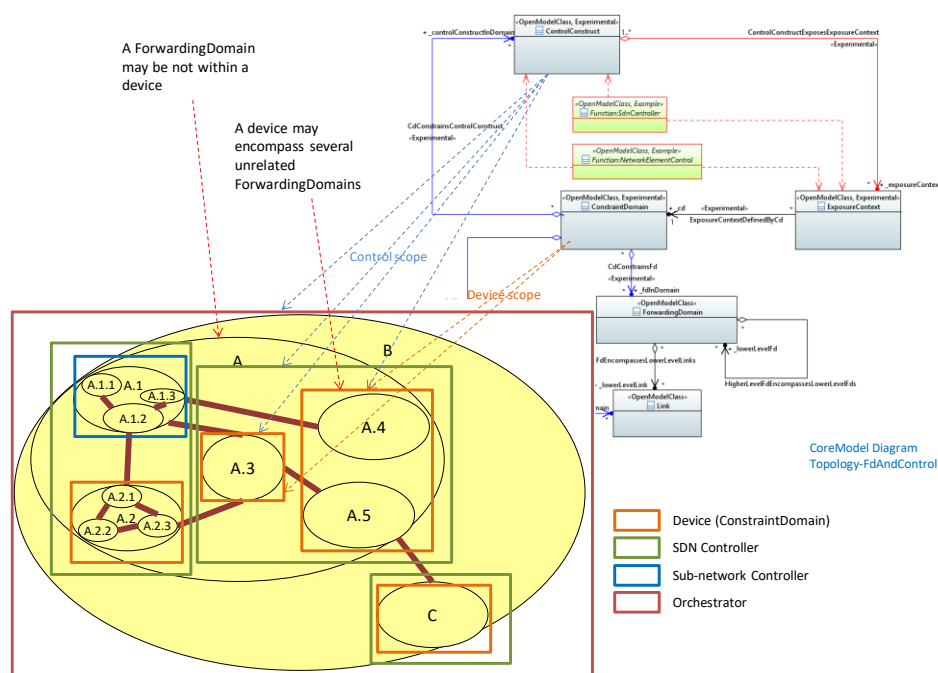 A ForwardingDomain
may be not within a
device
A device may
encompass several
unrelated
ForwardingDomains
«OpenModelClass, Experimental»
ControlConstruct
+ _controlConstructInDomain
*
1..*
ControlConstructExposesExposureContext
«Experimental»
«OpenModelClass, Example»
Function:SdnController
CdConstrainsControlConstruct
«Experimental»
«OpenModelClass, Example»
Function:NetworkElementControl
* + _exposureContext
«OpenModelClass, Experimental»
ConstraintDomain
*
*
+ _cd
1
«Experimental»
ExposureContextDefinedByCd
*
«OpenModelClass, Experimental»
ExposureContext
Control scope
*
CdConstrainsFd
«Experimental»
* + _fdInDomain
Device scope
«OpenModelClass»
ForwardingDomain
*
*
* + _lowerLevelFd
HigherLevelFdEncompassesLowerLevelFds
FdEncompassesLowerLevelLinks
+ _lowerLevelLink
*
«OpenModelClass»
Link
main
*
CoreModel Diagram
Topology-FdAndControl
A
B
A.1.1
A.1
A.1.3
A.1.2
A.4
A.3
A.2.1
A.2
A.2.2
A.2.3
A.5
C
Device (ConstraintDomain)
SDN Controller
Sub-network Controller
Orchestrator